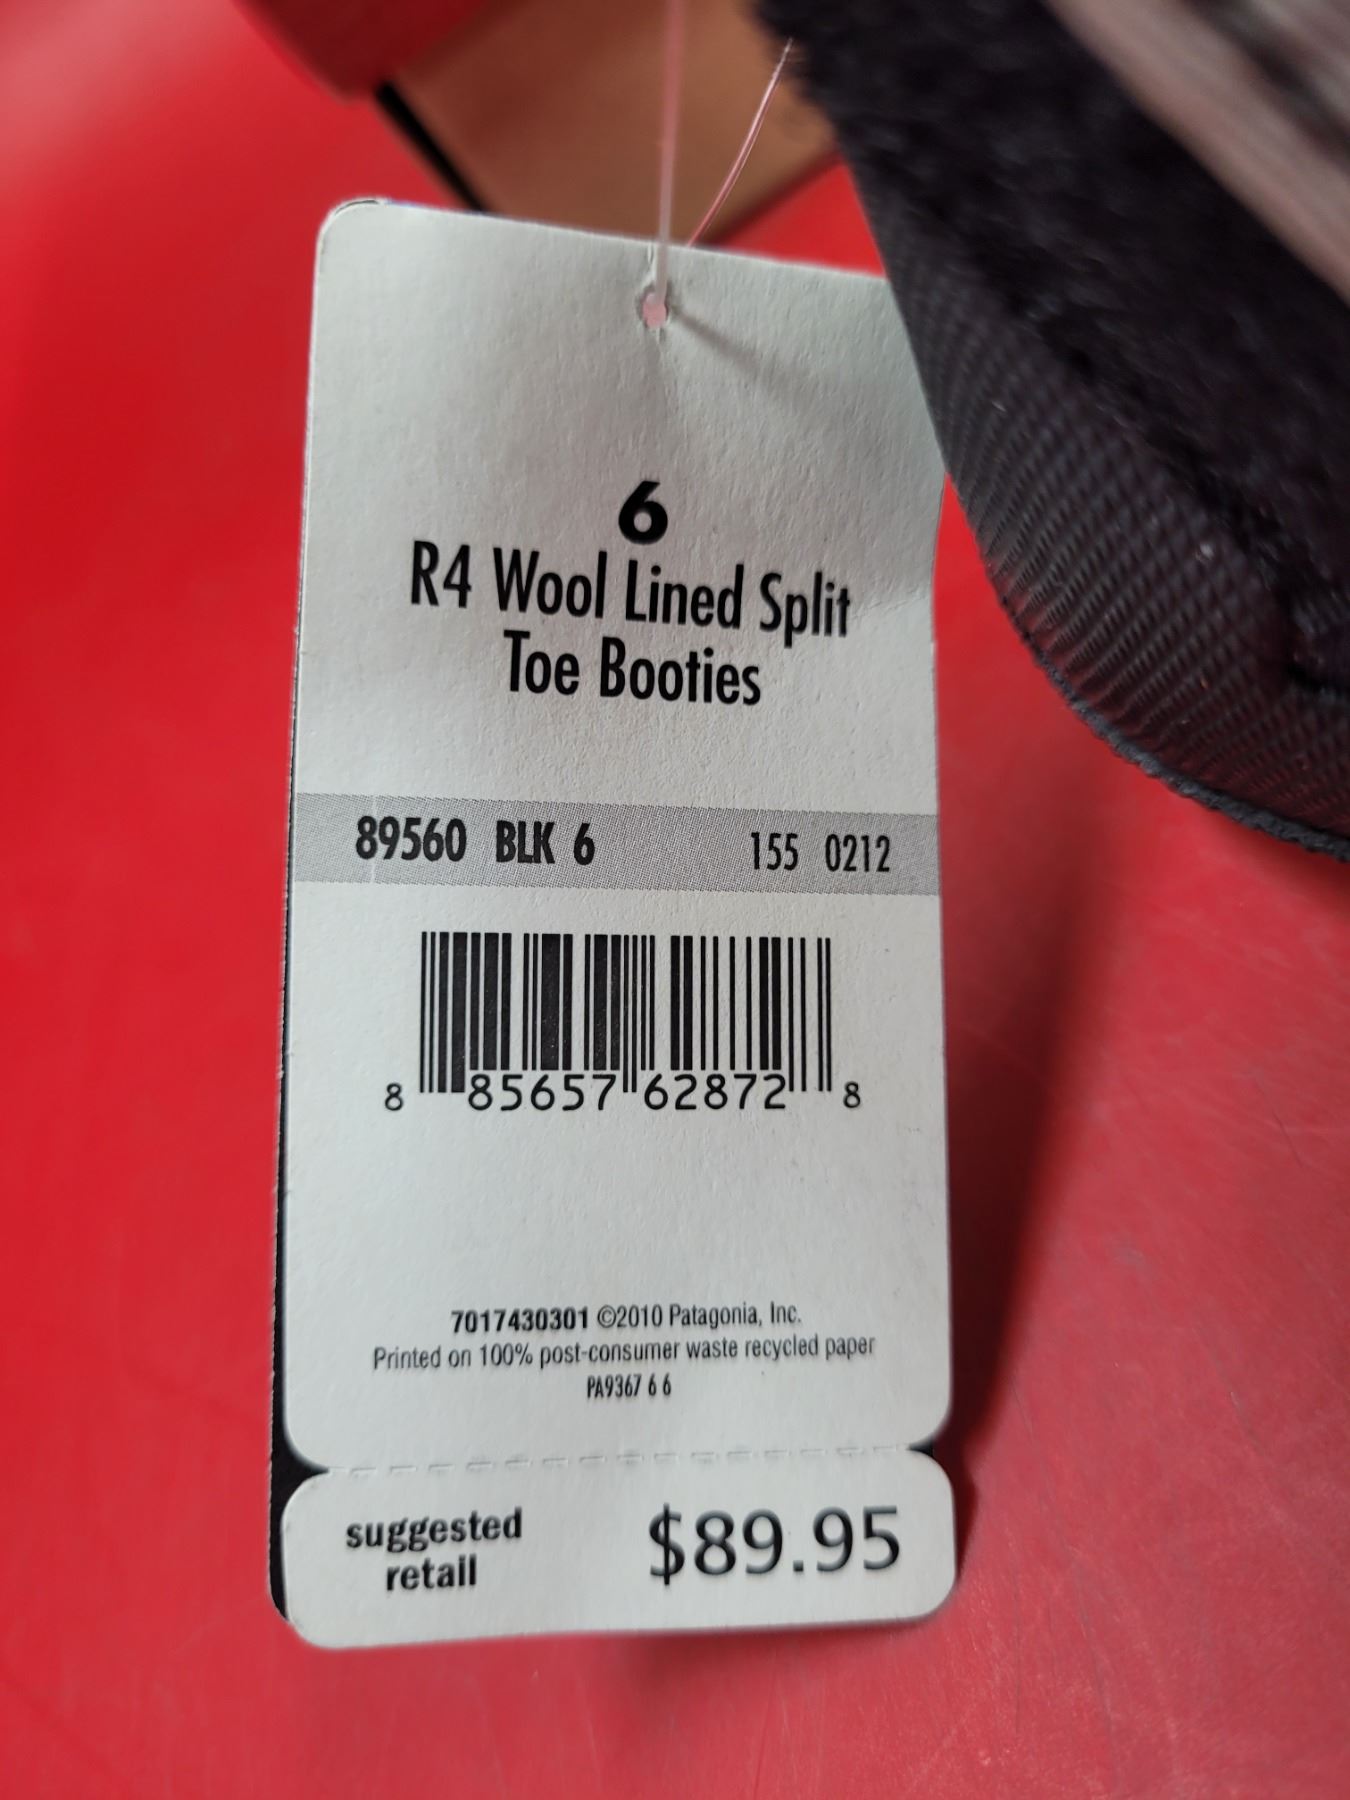 6
R4 Wool Lined Split
Toe Booties
89560 BLK 6 155 0212
8 85657 62872 8
7017430301 ©2010 Patagonia, Inc.
Printed on 100% post-consumer waste recycled paper
PA9367 6 6
suggested
retail
$89.95